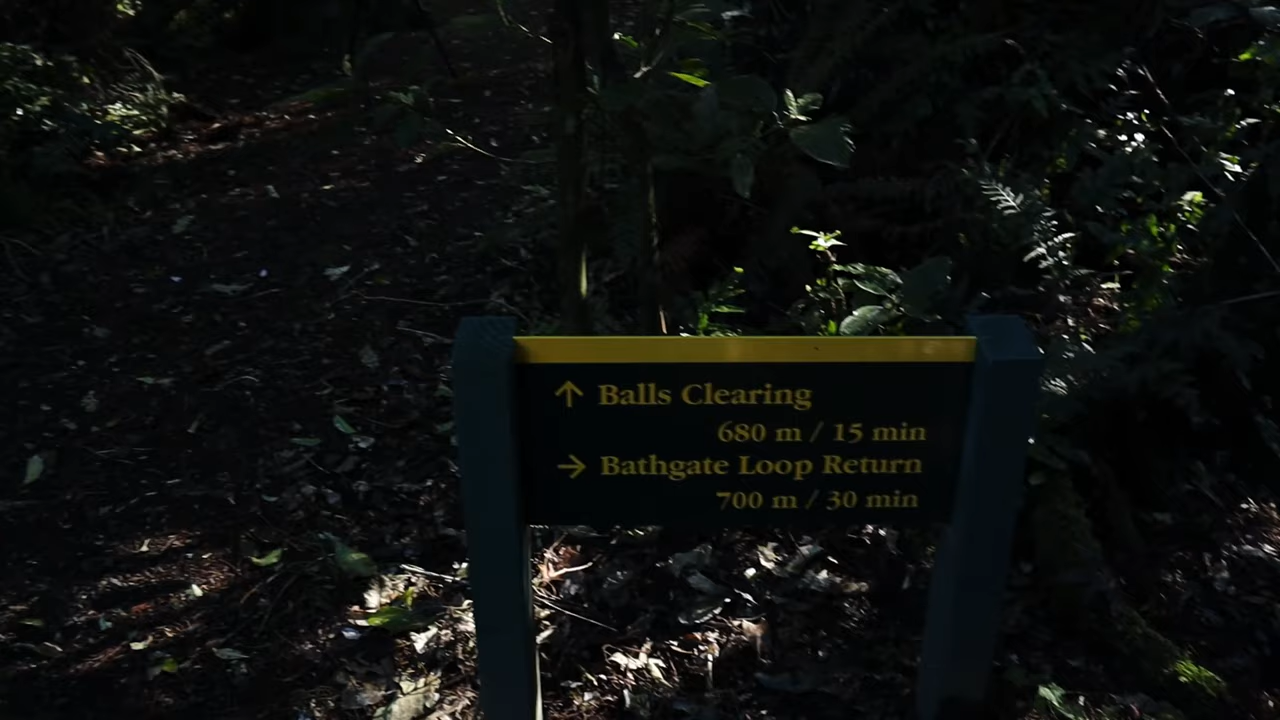 ↑ Balls Clearing
680 m / 15 min
→ Bathgate Loop Return
700 m / 30 min